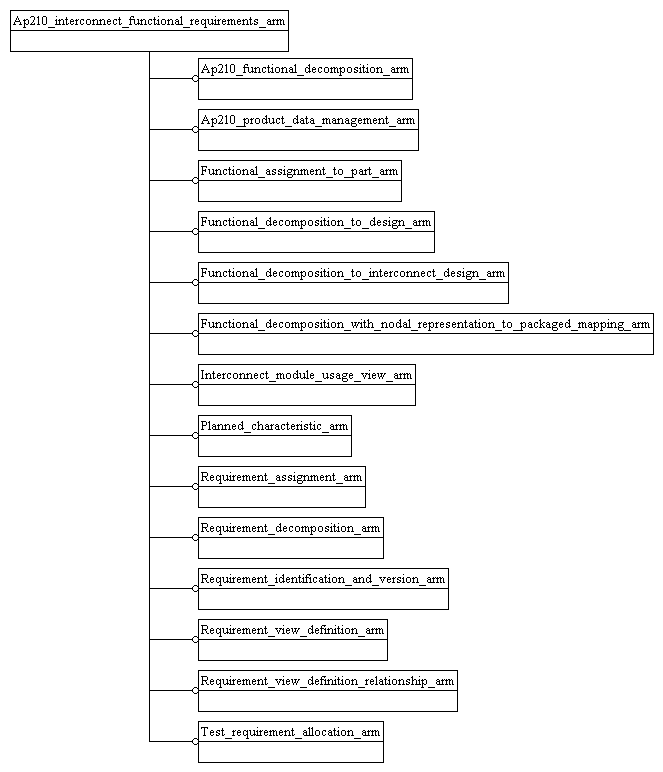 Ap210_interconnect_functional_requirements_arm
Ap210_functional_decomposition_arm
Ap210_product_data_management_arm
Functional_assignment_to_part_arm
Functional_decomposition_to_design_arm
Functional_decomposition_to_interconnect_design_arm
Functional_decomposition_with_nodal_representation_to_packaged_mapping_arm
Interconnect_module_usage_view_arm
Planned_characteristic_arm
Requirement_assignment_arm
Requirement_decomposition_arm
Requirement_identification_and_version_arm
Requirement_view_definition_arm
Requirement_view_definition_relationship_arm
Test_requirement_allocation_arm